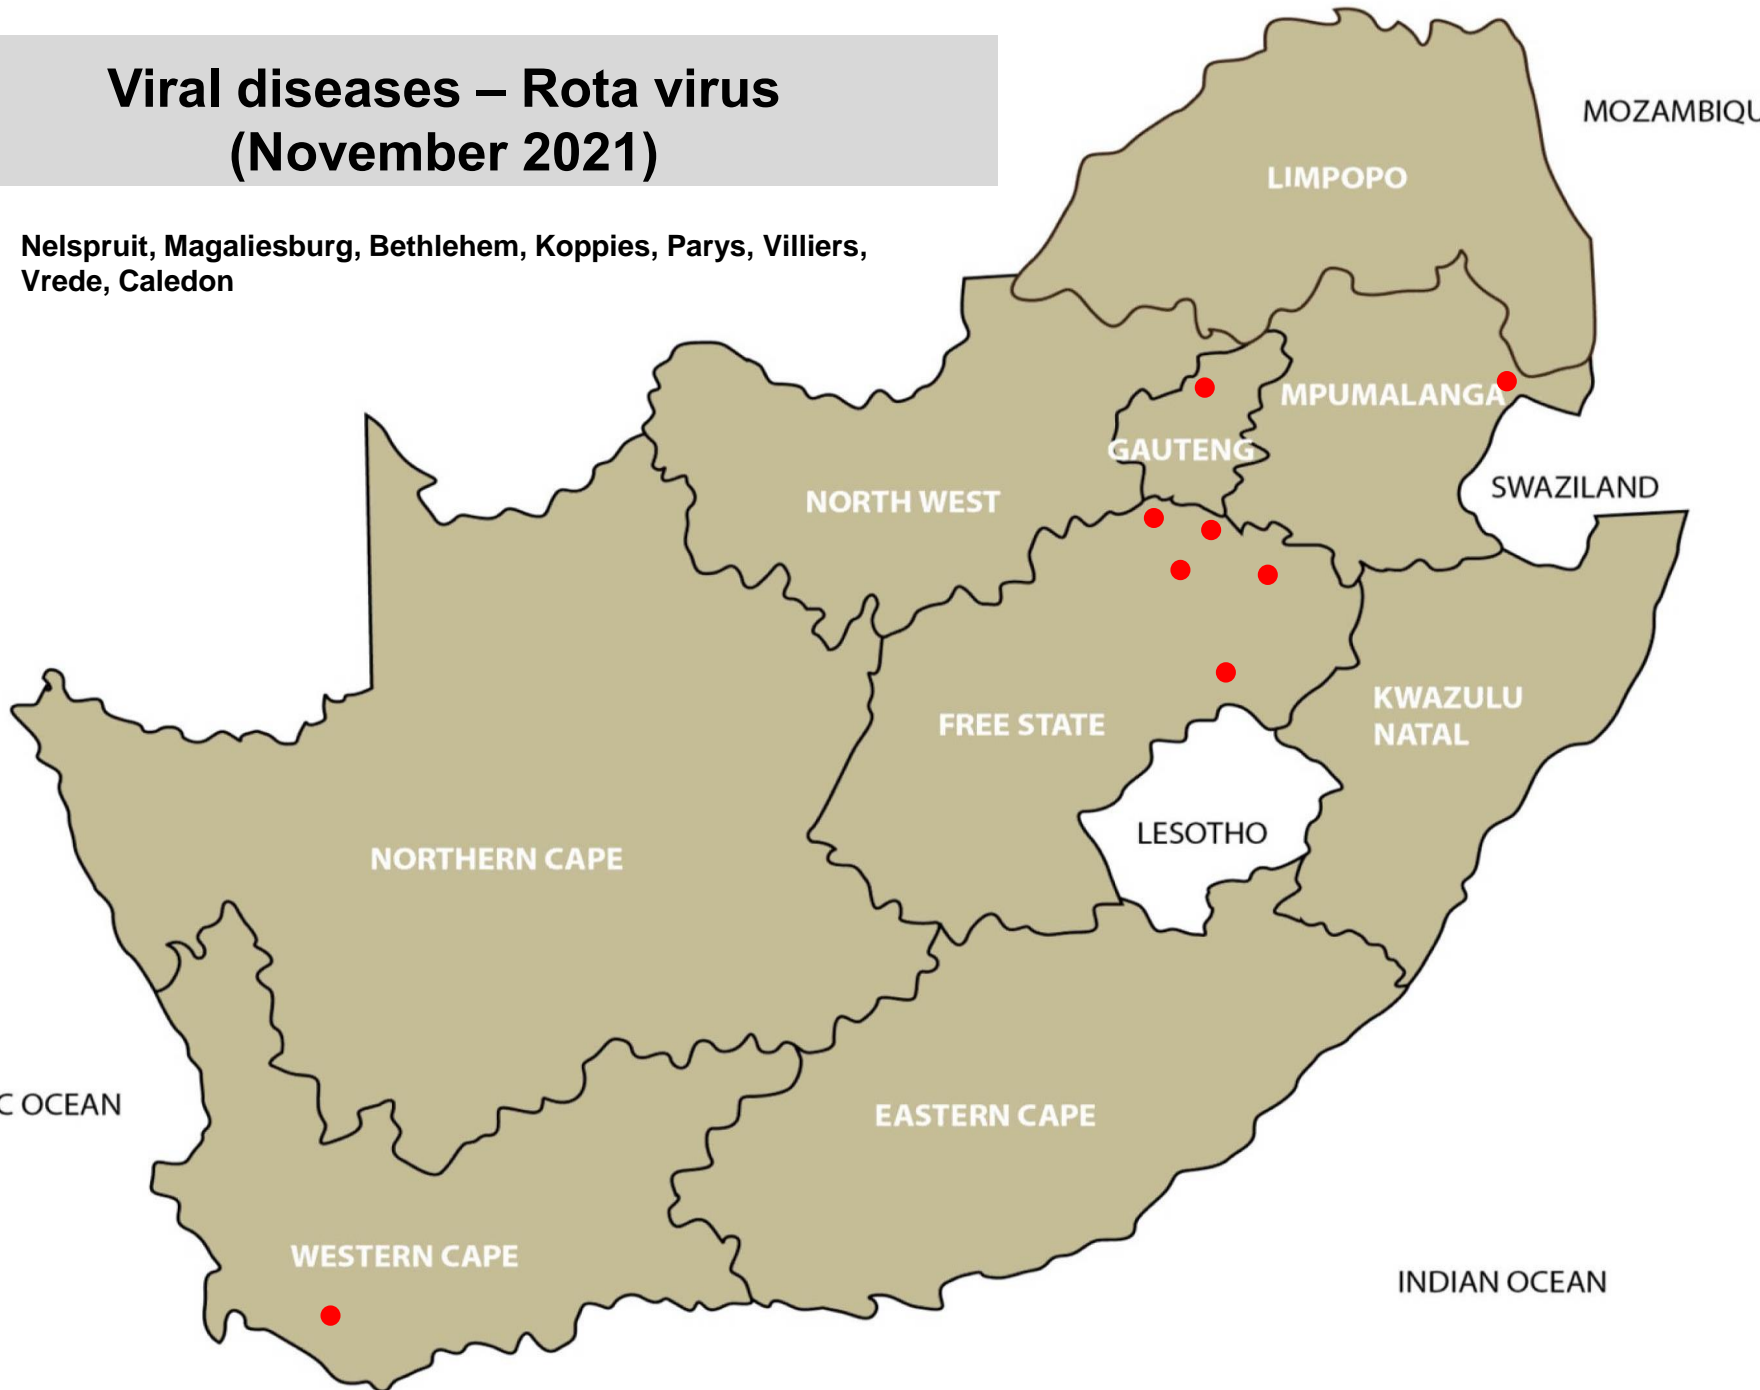 Viral diseases – Rota virus
(November 2021)
MOZAMBIQU
LIMPOPO
Nelspruit, Magaliesburg, Bethlehem, Koppies, Parys, Villiers,
Vrede, Caledon
MPUMALANGA
GAUTENG
SWAZILAND
NORTH WEST
KWAZULU
NATAL
FREE STATE
LESOTHO
NORTHERN CAPE
C OCEAN
EASTERN CAPE
WESTERN CAPE
INDIAN OCEAN